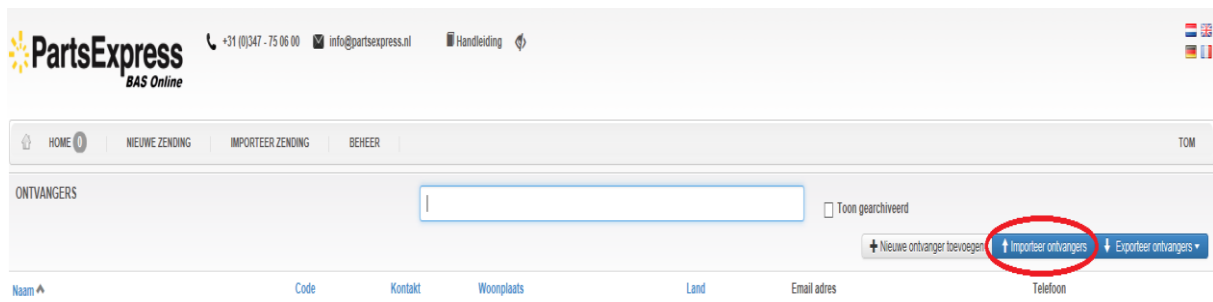 PartsExpress
BAS Online
+31 (0)347 - 75 06 00 info@partsexpress.nl Handleiding
HOME 0 NIEUWE ZENDING IMPORTEER ZENDING BEHEER TOM
ONTVANGERS
Toon gearchiveerd
Nieuwe ontvanger toevoegen Importeer ontvangers Exporteer ontvangers
Naam Code Kontakt Woonplaats Land Email adres Telefoon